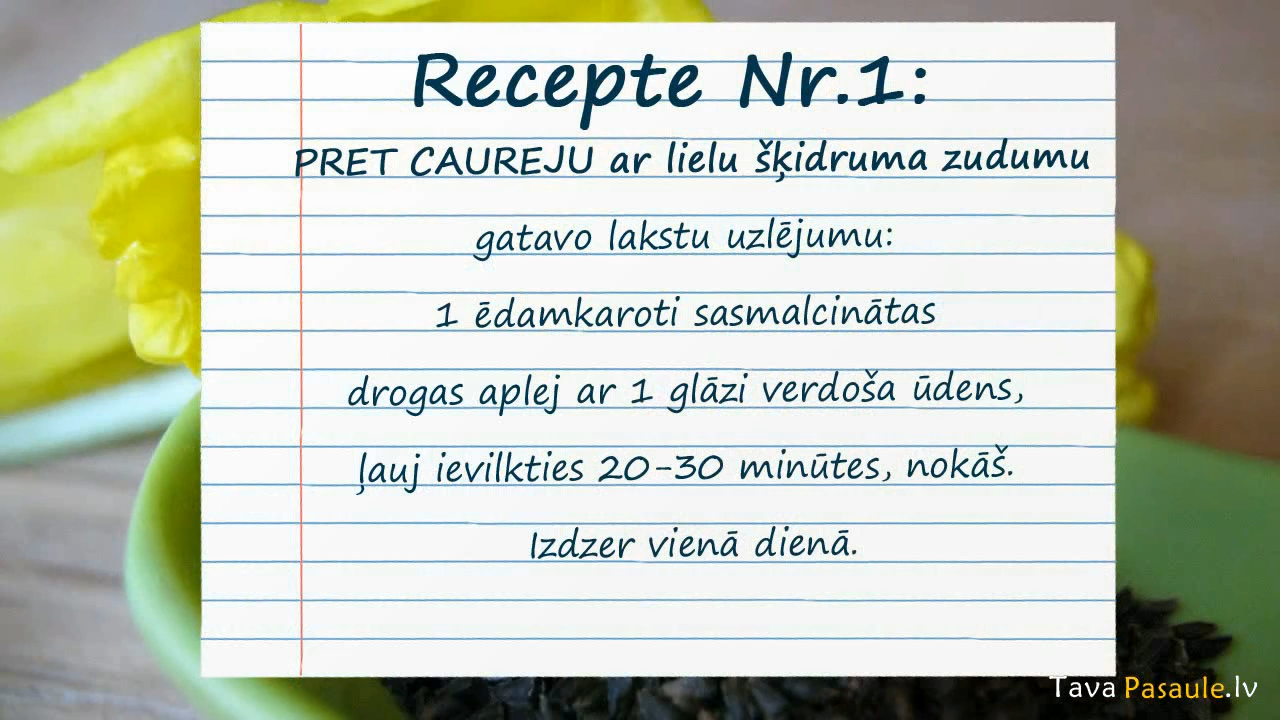 Recepte Nr.1:
PRET CAUREJU ar lielu šķidruma zudumu
gatavo lakstu uzlējumu:
1 ēdamkaroti sasmalcinātas
drogas aplej ar 1 glāzi verdoša ūdens,
ļauj ievilkties 20-30 minūtes, nokāš.
Izdzer vienā dienā.
Tava Pasaule.lv